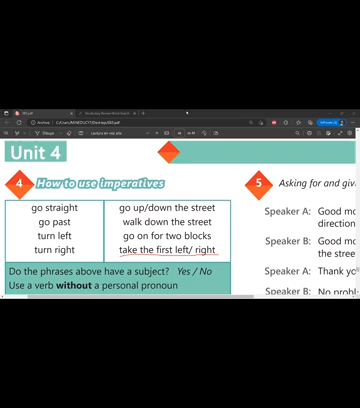 Unit 4
4 How to use imperatives
go straight
go past
turn left
turn right
go up/down the street
walk down the street
go on for two blocks
take the first left/ right
Do the phrases above have a subject? Yes / No
Use a verb without a personal pronoun
5 Asking for and givi
Speaker A: Good mo
direction
Speaker B: Good mo
the stree
Speaker A: Thank yo
Speaker B: No probl